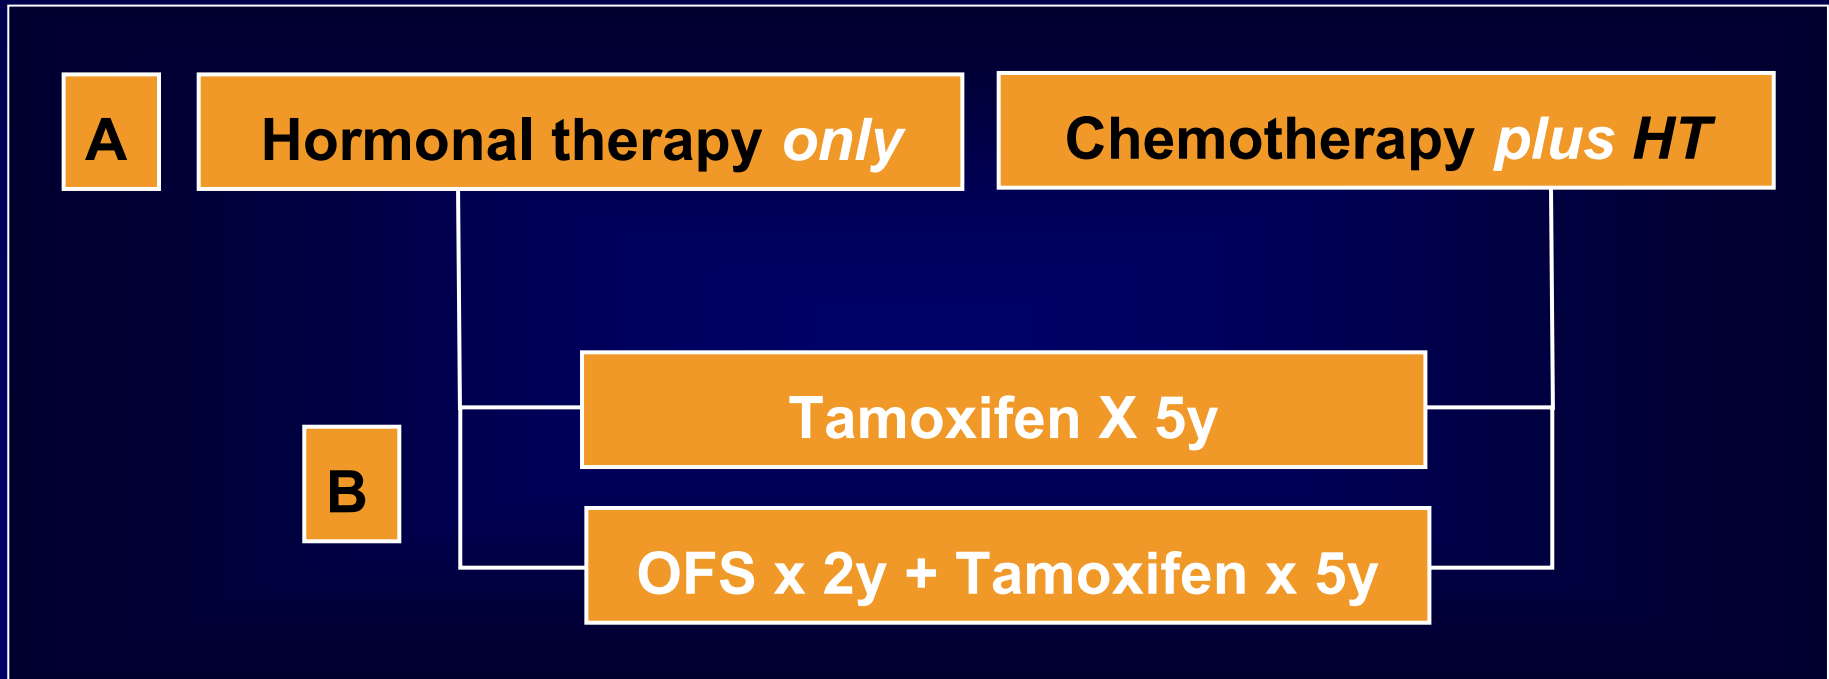 A
Hormonal therapy only
Chemotherapy plus HT
Tamoxifen X 5y
B
OFS x 2y + Tamoxifen x 5y